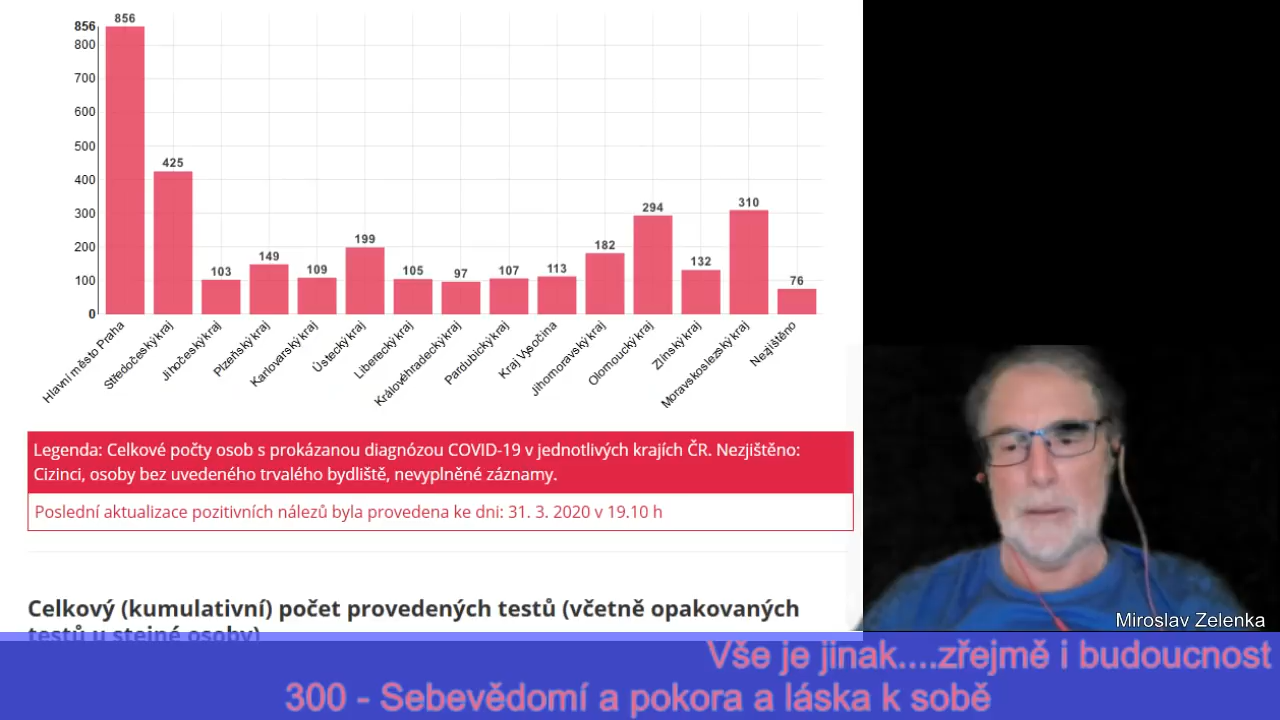 856
856
800
700
600
500
400
300
200
100
0
425
103
149
109
199
105
97
107
113
182
294
132
310
76
Hlavní město Praha
Středočeský kraj
Jihočeský kraj
Plzeňský kraj
Karlovarský kraj
Ústecký kraj
Liberecký kraj
Královéhradecký kraj
Pardubický kraj
Kraj Vysočina
Jihomoravský kraj
Olomoucký kraj
Zlínský kraj
Moravskoslezský kraj
Nezjištěno
Legenda: Celkové počty osob s prokázanou diagnózou COVID-19 v jednotlivých krajích ČR. Nezjištěno:
Cizinci, osoby bez uvedeného trvalého bydliště, nevyplněné záznamy.
Poslední aktualizace pozitivních nálezů byla provedena ke dni: 31. 3. 2020 v 19.10 h
Celkový (kumulativní) počet provedených testů (včetně opakovaných
testů u stejné osoby)
Miroslav Zelenka
Vše je jinak....zřejmě i budoucnost
300 - Sebevědomí a pokora a láska k sobě